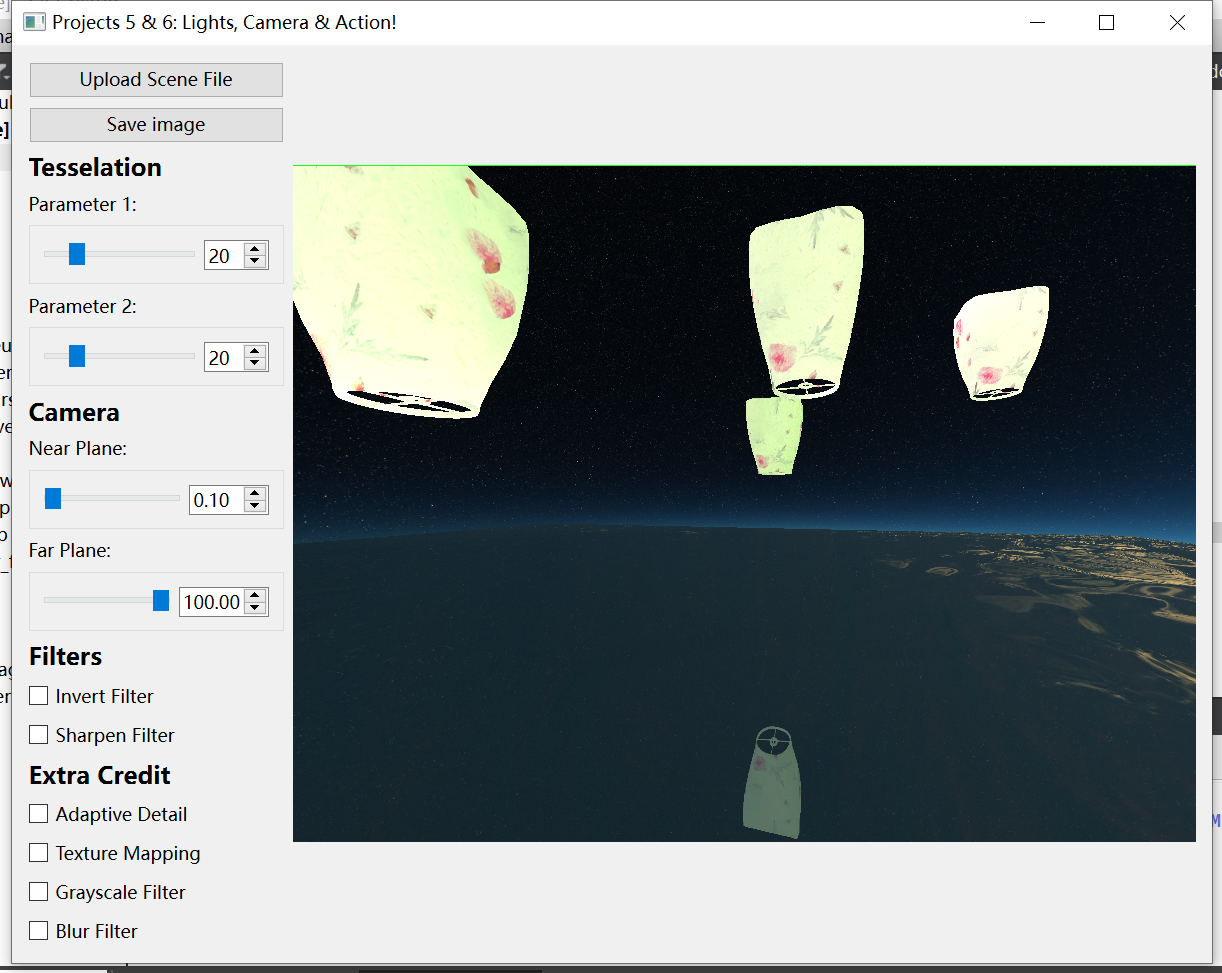 Projects 5 & 6: Lights, Camera & Action!
Upload Scene File
Save image
Tesselation
Parameter 1:
20
Parameter 2:
20
Camera
Near Plane:
0.10
Far Plane:
100.00
Filters
Invert Filter
Sharpen Filter
Extra Credit
Adaptive Detail
Texture Mapping
Grayscale Filter
Blur Filter